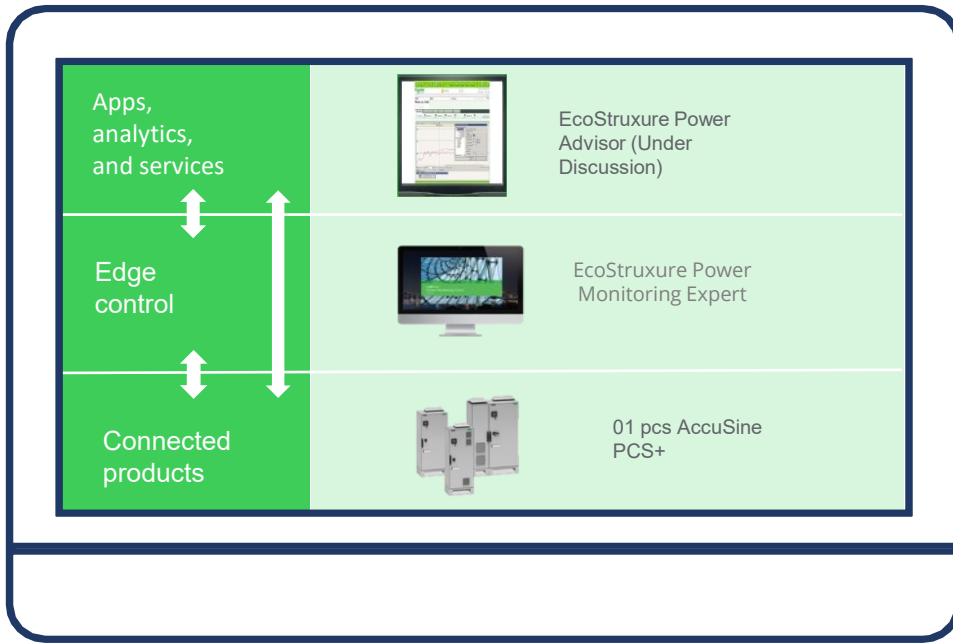 Apps,
analytics,
and services
EcoStruxure Power
Advisor (Under
Discussion)
Edge
control
EcoStruxure Power
Monitoring Expert
Connected
products
01 pcs AccuSine
PCS+